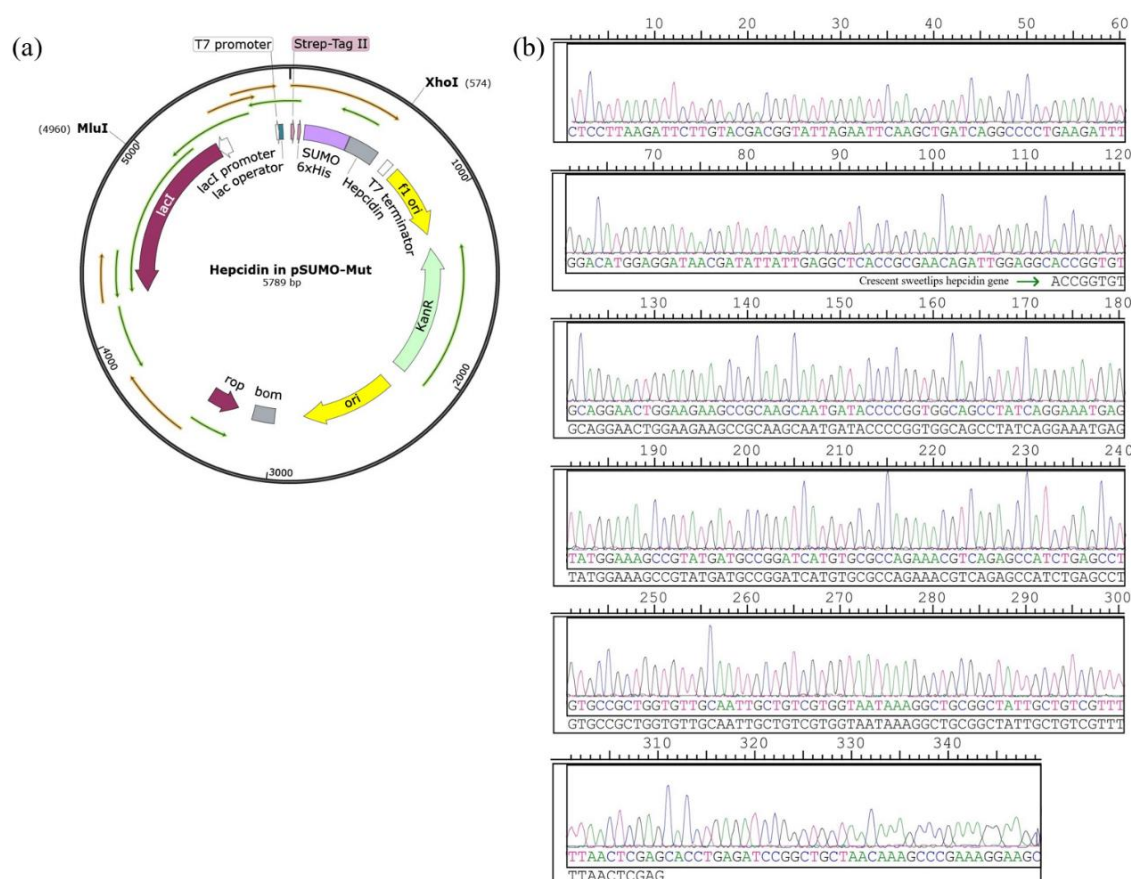 (a)
T7 promoter
Strep-Tag II
XhoI (574)
(4960) MluI
5000
1000
lacI promoter
lac operator
lacI
SUMO
6xHis
Hepcidin
T7 terminator
f1 ori
Hepcidin in pSUMO-Mut
5789 bp
KanR
4000
2000
rop
bom
ori
3000
(b)
10 20 30 40 50 60
CTCCTTAAGATTCTTGTACGACGGTATTAGAATTCAAGCTGATCAGGCCCCTGAAGATTT
70 80 90 100 110 120
GGACATGGAGGATAACGATATTATTGAGGCTCACCGCGAACAGATTGGAGGCACCGGTGT
Crescent sweetlips hepcidin gene → ACCGGTGT
130 140 150 160 170 180
GCAGGAACTGGAAGAAGCCGCAAGCAATGATACCCCGGTGGCAGCCTATCAGGAAATGAG
GCAGGAACTGGAAGAAGCCGCAAGCAATGATACCCCGGTGGCAGCCTATCAGGAAATGAG
190 200 210 220 230 240
TATGGAAAGCCGTATGATGCCGGATCATGTGCGCCAGAAACGTCAGAGCCATCTGAGCCT
TATGGAAAGCCGTATGATGCCGGATCATGTGCGCCAGAAACGTCAGAGCCATCTGAGCCT
250 260 270 280 290 300
GTGCCGCTGGTGTTGCAATTGCTGTCGTGGTAATAAAGGCTGCGGCTATTGCTGTCGTTT
GTGCCGCTGGTGTTGCAATTGCTGTCGTGGTAATAAAGGCTGCGGCTATTGCTGTCGTTT
310 320 330 340
TTAACTCGAGCACCTGAGATCCGGCTGCTAACAAAGCCCGAAAGGAAGC
TTAACTCGAG